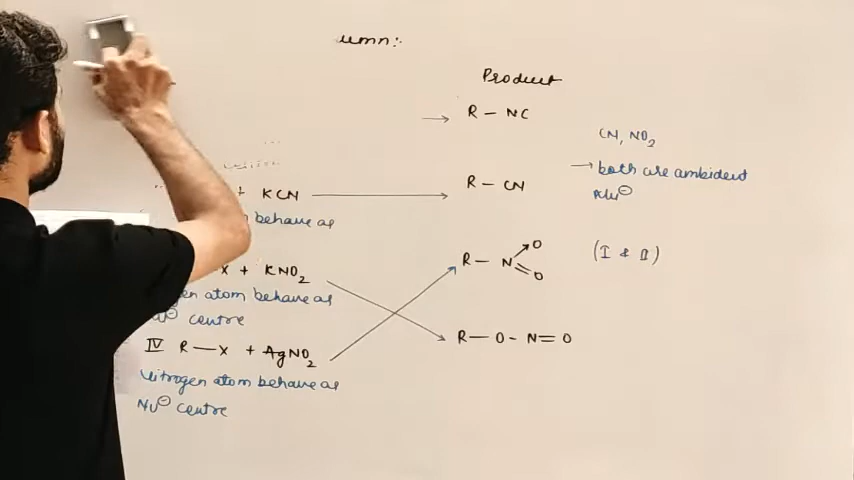 umn:-
Product
→ R - NC
CN, NO2
+ KCN → R - CN
→ both are ambident
Nu⊖
behave as
x + KNO2
R - N → O
= O
(I & II)
gen atom behave as
u⊖ centre
R - O - N = O
IV R - x + AgNO2
Nitrogen atom behave as
Nu⊖ centre